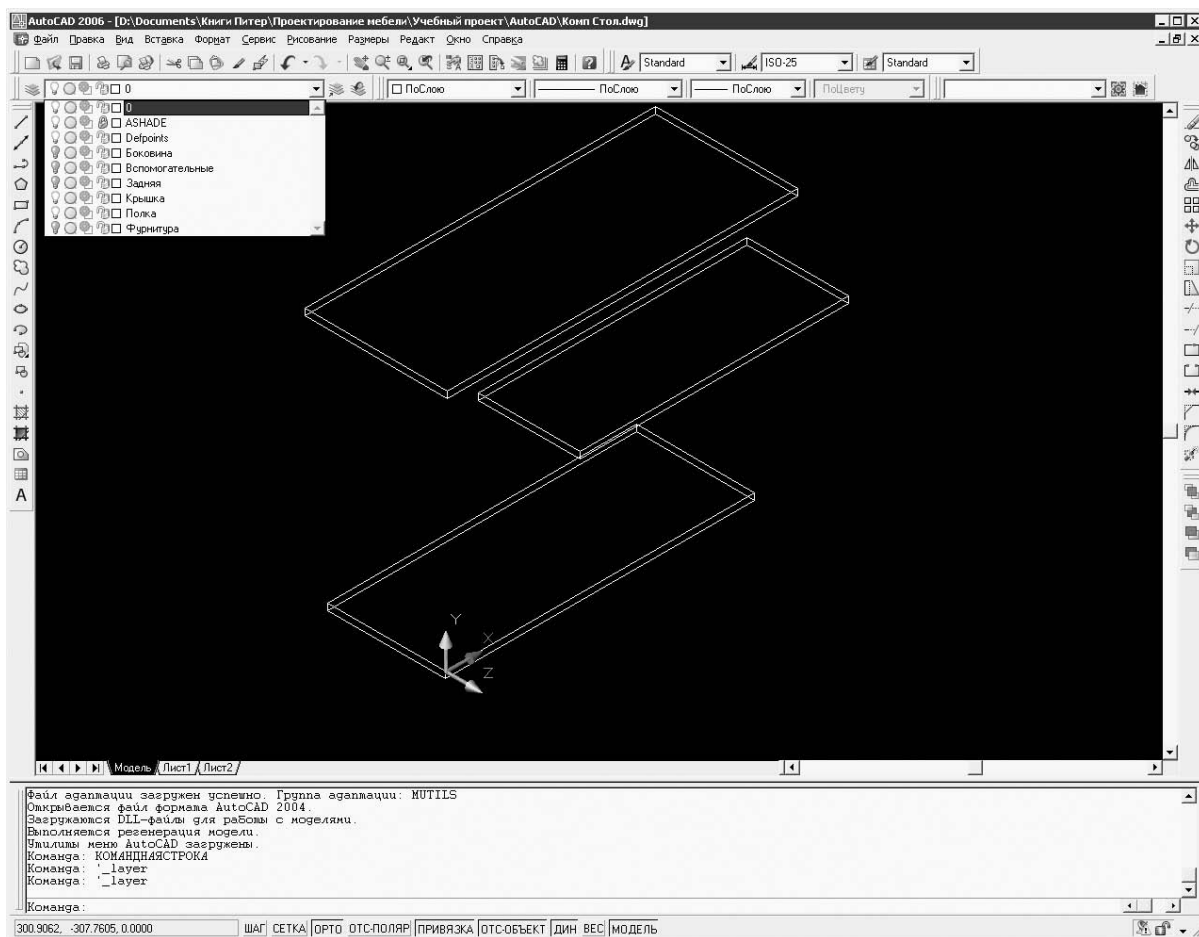 AutoCAD 2006 - [D:\Documents\Книги Питер\Проектирование мебели\Учебный проект\AutoCAD\Комп Стол.dwg]
Файл Правка Вид Вставка Формат Сервис Рисование Размеры Редакт Окно Справка
Standard ISO-25 Standard
0 ПоСлою ПоСлою ПоСлою ПоЦвету
0
ASHADE
Defpoints
Боковина
Вспомогательные
Задняя
Крышка
Полка
Фурнитура
A
Y
X
Z
Модель Лист1 Лист2
Файл адаптации загружен успешно. Группа адаптации: MUTILS
Открывается файл формата AutoCAD 2004.
Загружаются DLL-файлы для работы с моделями.
Выполняется регенерация модели.
Утилиты меню AutoCAD загружены.
Команда: КОМАНДНАЯСТРОКА
Команда: '_layer
Команда: '_layer
Команда:
300.9062, -307.7605, 0.0000 ШАГ СЕТКА ОРТО ОТС-ПОЛЯР ПРИВЯЗКА ОТС-ОБЪЕКТ ДИН ВЕС МОДЕЛЬ